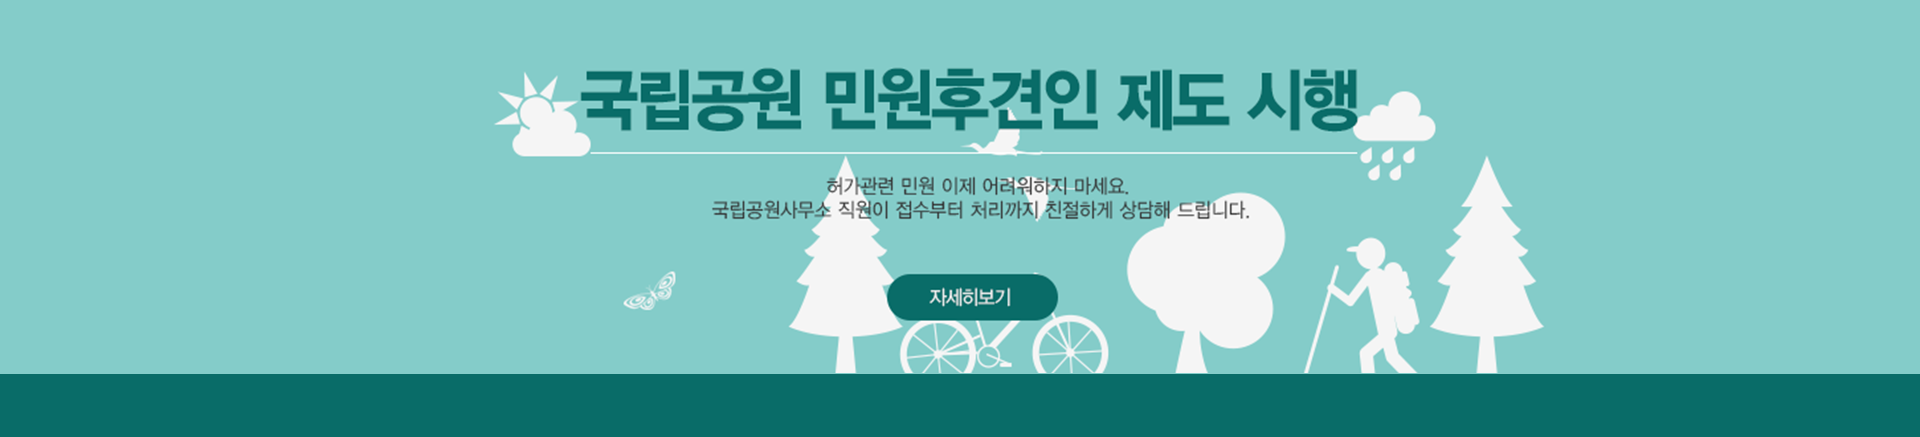 국립공원 민원후견인 제도 시행
허가관련 민원 이제 어려워하지 마세요.
국립공원사무소 직원이 접수부터 처리까지 친절하게 상담해 드립니다.
자세히보기